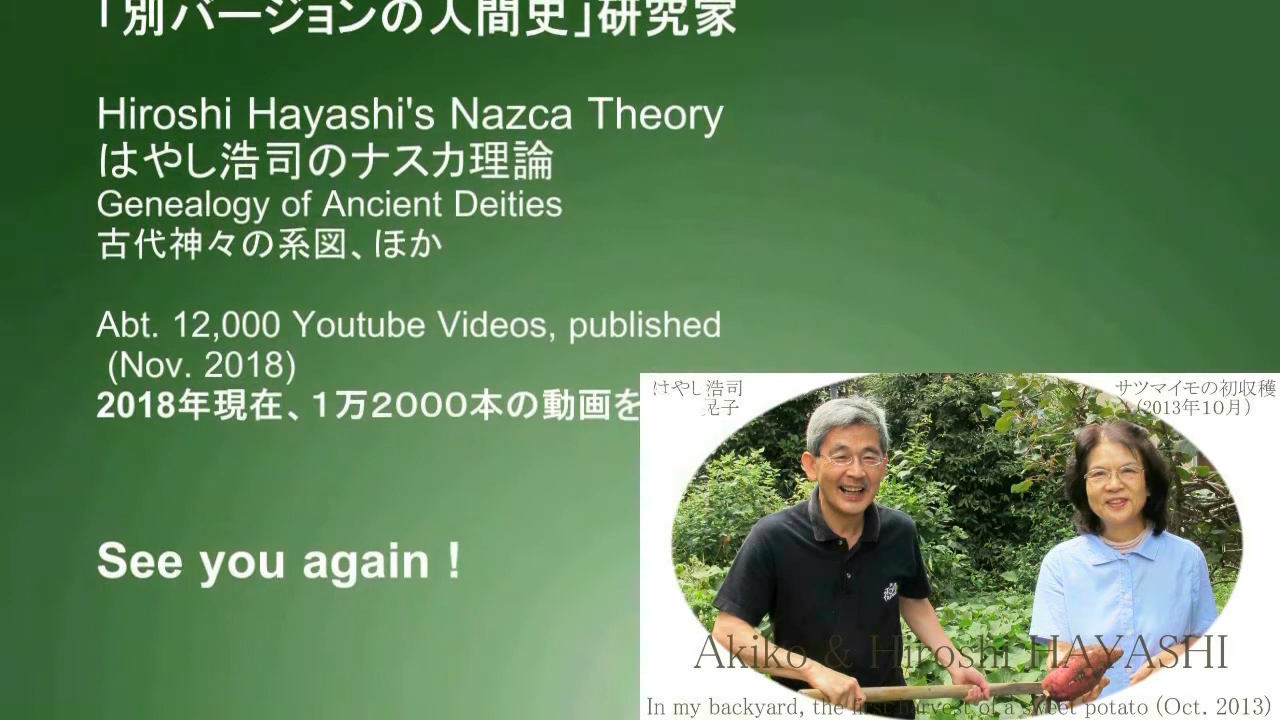 「別バージョンの人間史」研究家
Hiroshi Hayashi's Nazca Theory
はやし浩司のナスカ理論
Genealogy of Ancient Deities
古代神々の系図、ほか
Abt. 12,000 Youtube Videos, published
(Nov. 2018)
2018年現在、１万２０００本の動画を
See you again !
はやし浩司
晃子
サツマイモの初収穫
(2013年10月)
Akiko & Hiroshi HAYASHI
In my backyard, the first harvest of a sweet potato (Oct. 2013)